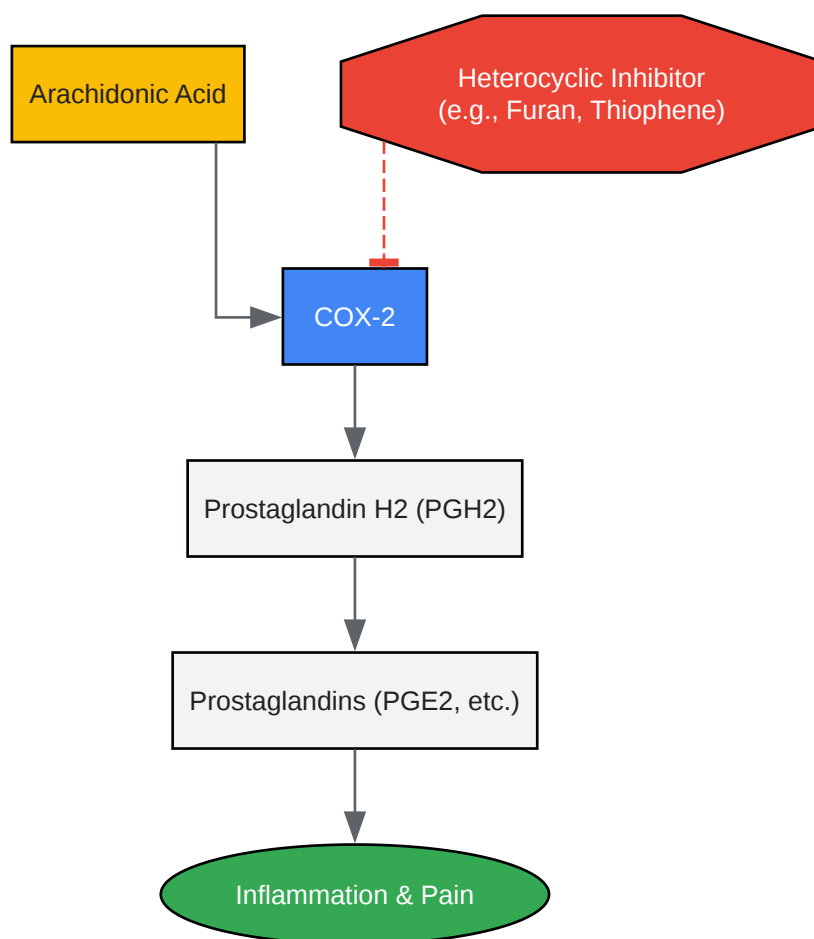 Arachidonic Acid
Heterocyclic Inhibitor
(e.g., Furan, Thiophene)
COX-2
Prostaglandin H2 (PGH2)
Prostaglandins (PGE2, etc.)
Inflammation & Pain